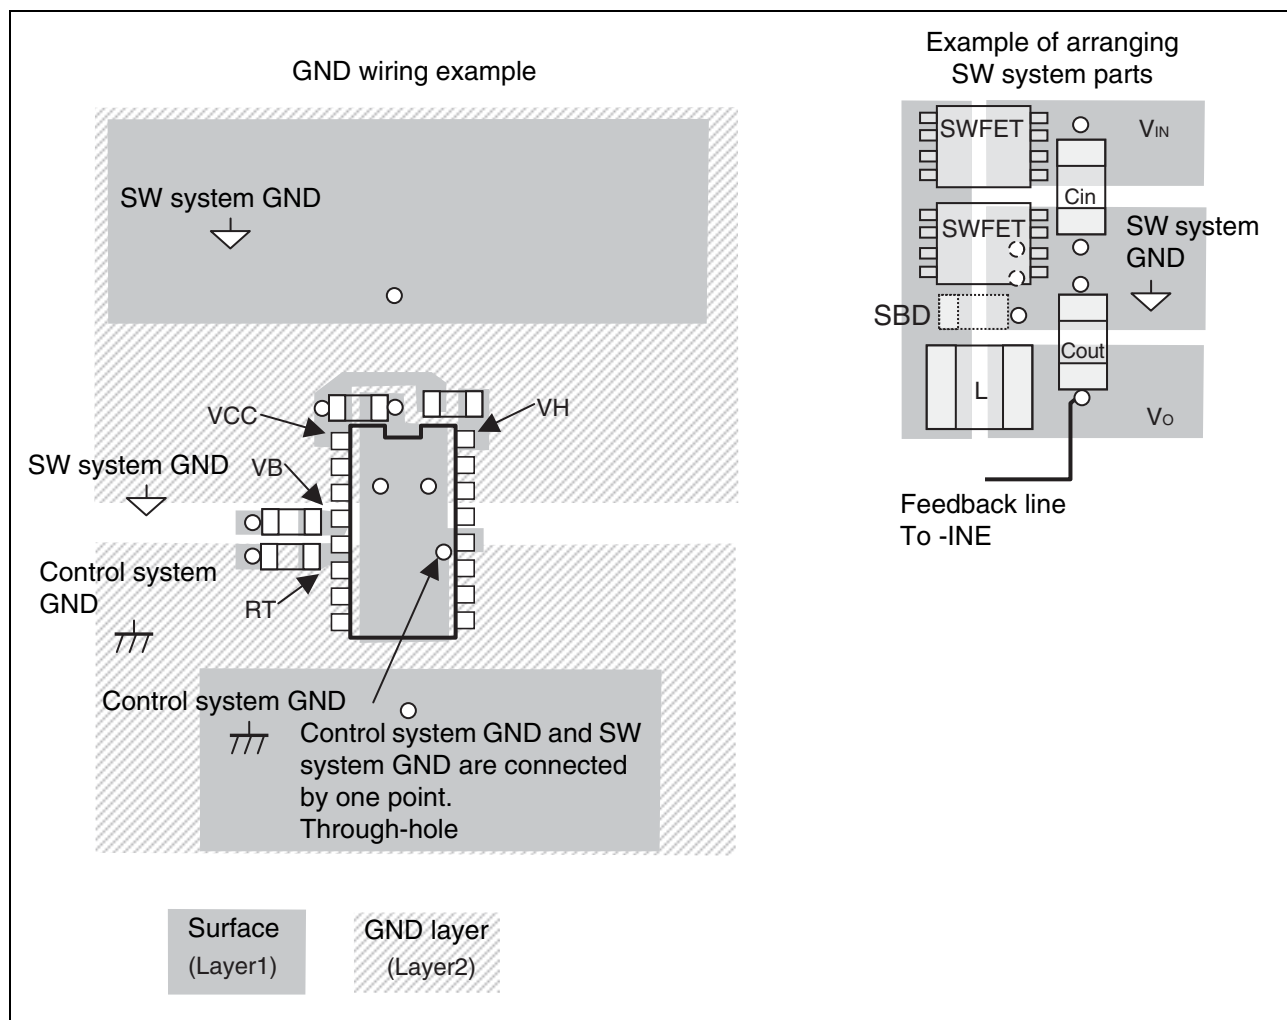 GND wiring example
SW system GND
VCC
VH
SW system GND
VB
Control system
GND
RT
Control system GND
Control system GND and SW
system GND are connected
by one point.
Through-hole
Surface
(Layer1)
GND layer
(Layer2)
Example of arranging
SW system parts
SWFET
VIN
Cin
SWFET
SW system
GND
SBD
Cout
L
VO
Feedback line
To -INE